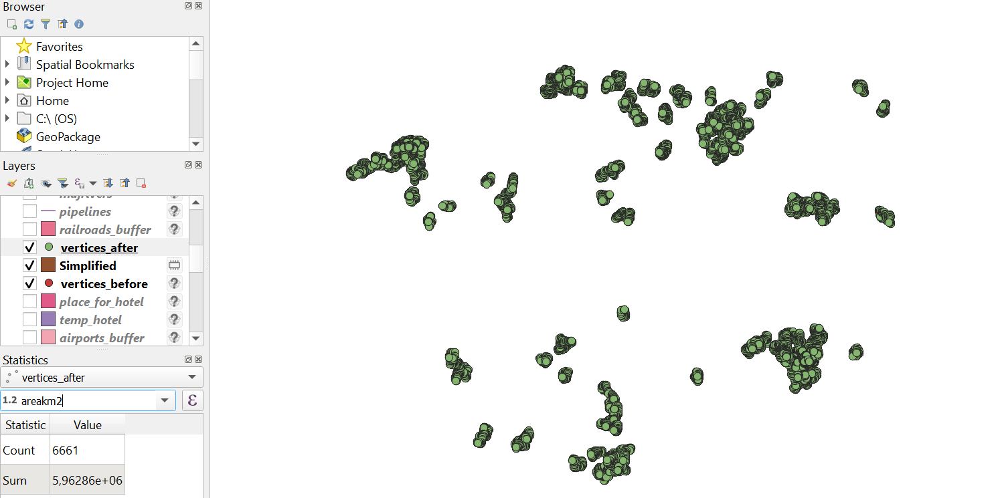 Browser
Favorites
Spatial Bookmarks
Project Home
Home
C:\ (OS)
GeoPackage
Layers
pipelines
railroads_buffer
vertices_after
Simplified
vertices_before
place_for_hotel
temp_hotel
airports_buffer
Statistics
vertices_after
1.2 areakm2
ε
Statistic Value
Count 6661
Sum 5,96286e+06